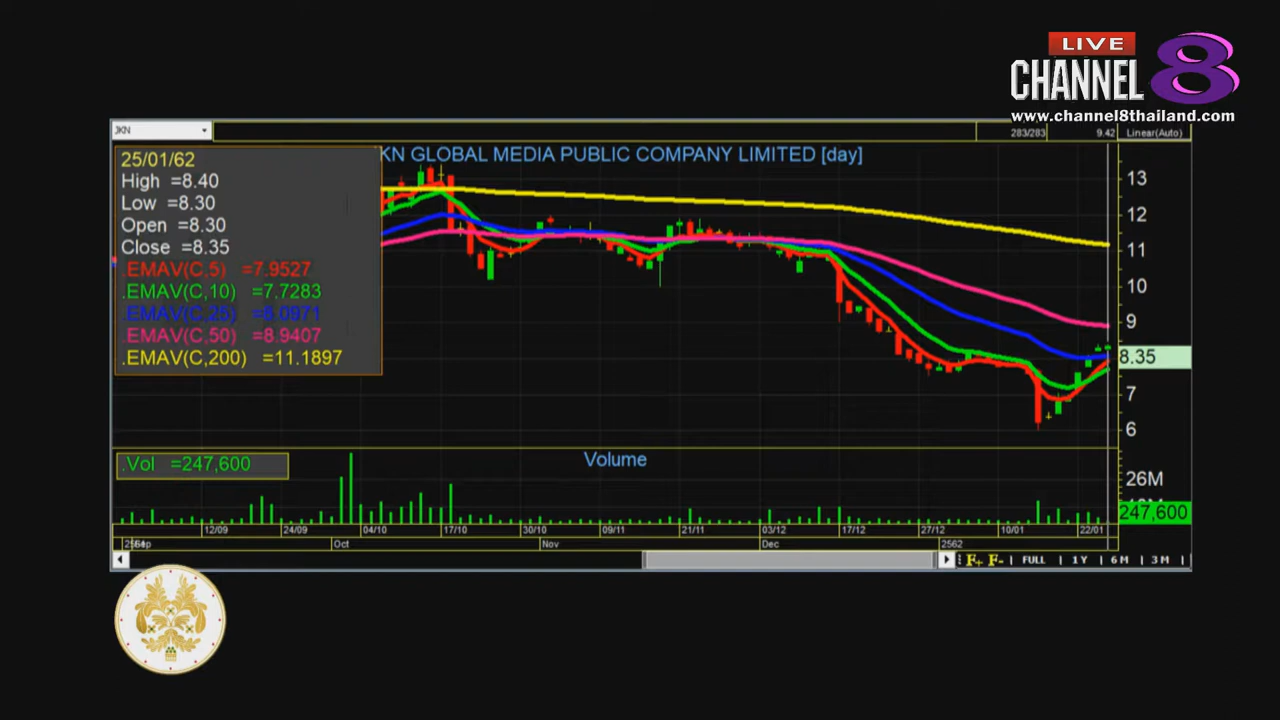 LIVE
CHANNEL 8
www.channel8thailand.com
JKN
283/283 9.42 Linear(Auto)
KN GLOBAL MEDIA PUBLIC COMPANY LIMITED [day]
25/01/62
High =8.40
Low =8.30
Open =8.30
Close =8.35
.EMAV(C,5) =7.9527
.EMAV(C,10) =7.7283
.EMAV(C,25) =8.0971
.EMAV(C,50) =8.9407
.EMAV(C,200) =11.1897
13
12
11
10
9
8.35
7
6
.Vol =247,600
Volume
26M
247,600
12/09 24/09 04/10 17/10 30/10 09/11 21/11 03/12 17/12 27/12 10/01 22/01
Oct Nov Dec 2562
F+ F- FULL 1Y 6M 3M